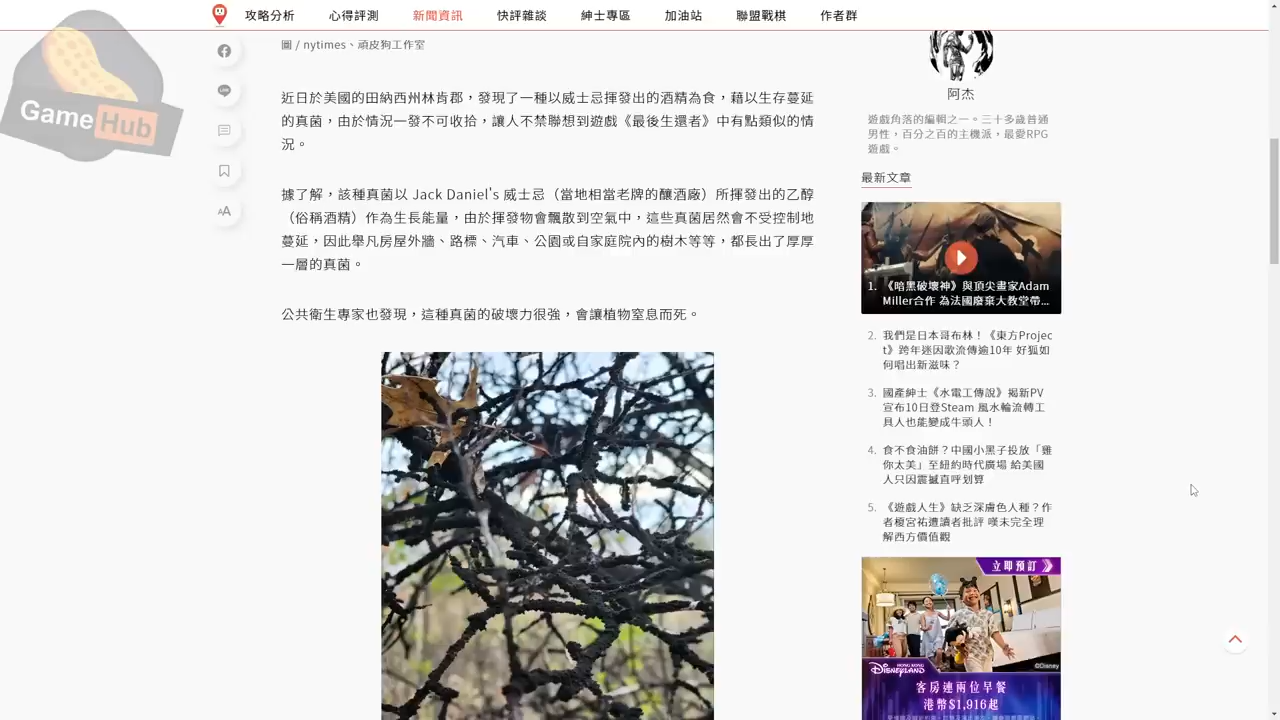 攻略分析 心得評測 新聞資訊 快評雜談 紳士專區 加油站 聯盟戰棋 作者群
Game Hub
圖 / nytimes、頑皮狗工作室
近日於美國的田納西州林肯郡，發現了一種以威士忌揮發出的酒精為食，藉以生存蔓延
的真菌，由於情況一發不可收拾，讓人不禁聯想到遊戲《最後生還者》中有點類似的情
況。
據了解，該種真菌以 Jack Daniel's 威士忌（當地相當老牌的釀酒廠）所揮發出的乙醇
（俗稱酒精）作為生長能量，由於揮發物會飄散到空氣中，這些真菌居然會不受控制地
蔓延，因此舉凡房屋外牆、路標、汽車、公園或自家庭院內的樹木等等，都長出了厚厚
一層的真菌。
公共衛生專家也發現，這種真菌的破壞力很強，會讓植物窒息而死。
阿杰
遊戲角落的編輯之一。三十多歲普通
男性，百分之百的主機派，最愛RPG
遊戲。
最新文章
1. 《暗黑破壞神》與頂尖畫家Adam
Miller合作 為法國廢棄大教堂帶...
2. 我們是日本哥布林！《東方Projec
t》跨年迷因歌流傳逾10年 好狐如
何唱出新滋味？
3. 國產紳士《水電工傳說》揭新PV
宣布10日登Steam 風水輪流轉工
具人也能變成牛頭人！
4. 食不食油餅？中國小黑子投放「雞
你太美」至紐約時代廣場 給美國
人只因震撼直呼划算
5. 《遊戲人生》缺乏深膚色人種？作
者榎宮祐遭讀者批評 嘆未完全理
解西方價值觀
立即預訂
©Disney
HONG KONG
DISNEYLAND
客房連兩位早餐
港幣$1,916起